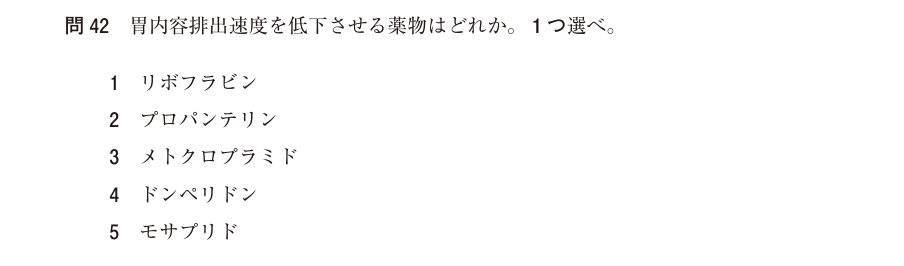 問 42 胃内容排出速度を低下させる薬物はどれか。1つ選べ。
1 リボフラビン
2 プロパンテリン
3 メトクロプラミド
4 ドンペリドン
5 モサプリド